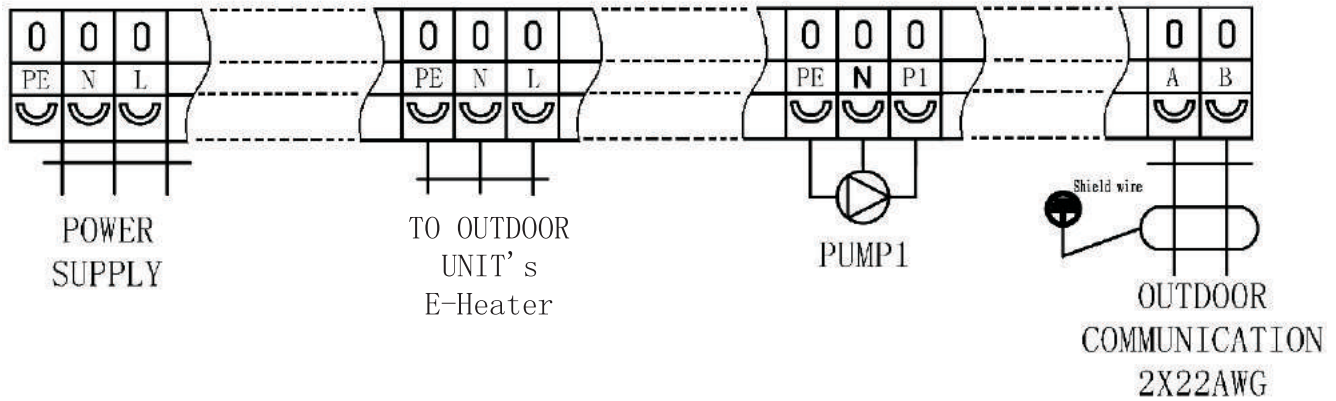 0 0 0 0 0 0 0 0 0 0 0
PE N L PE N L PE N P1 A B
Shield wire
POWER
SUPPLY
TO OUTDOOR
UNIT's
E-Heater
PUMP1
OUTDOOR
COMMUNICATION
2X22AWG